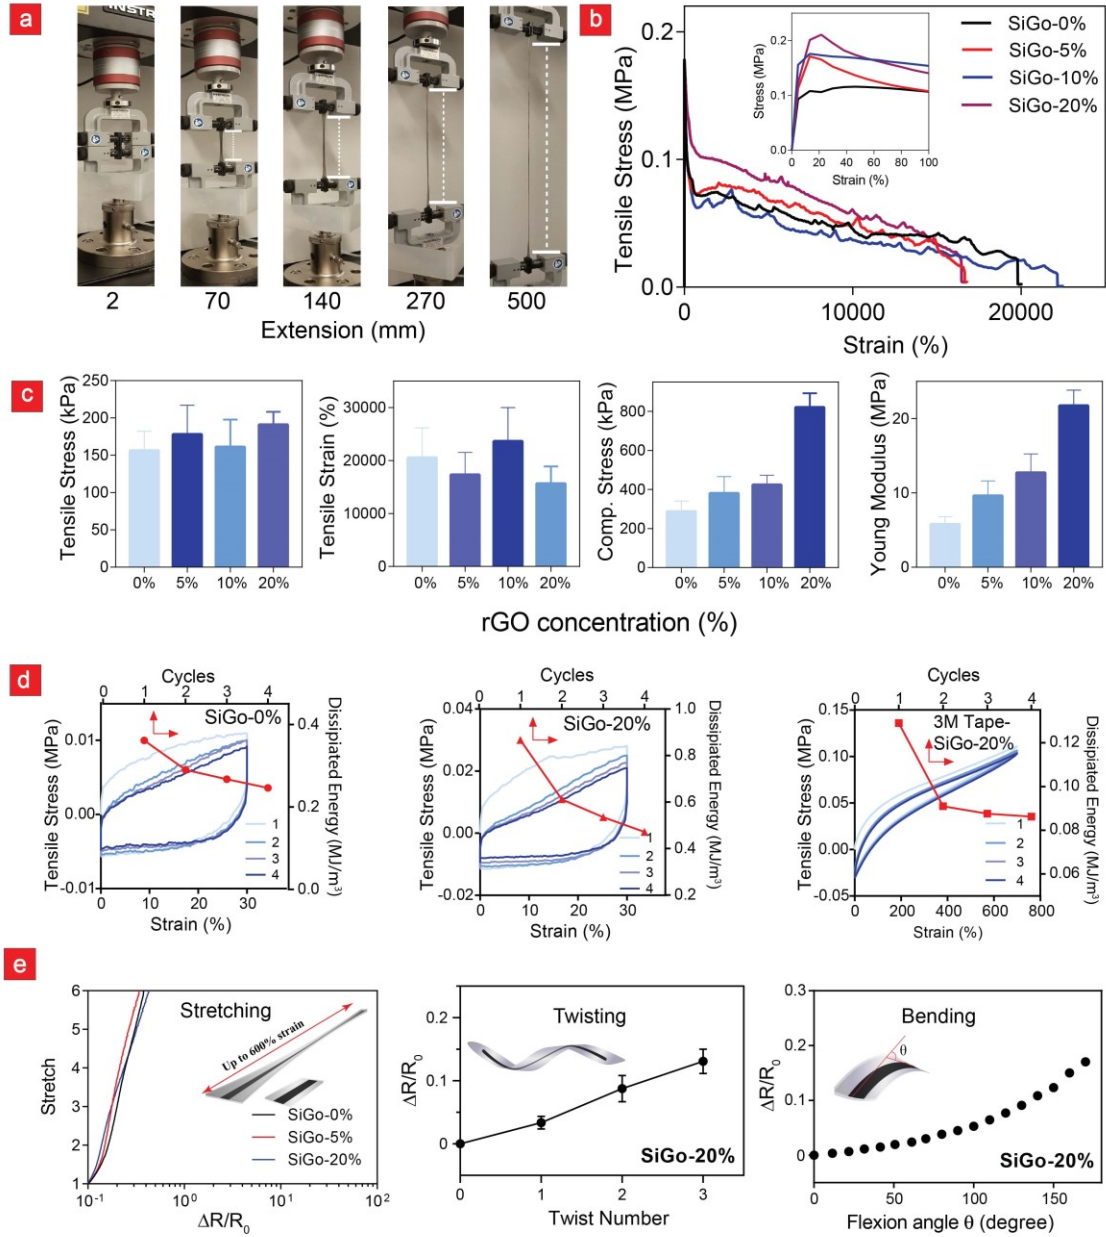 a
INSTR
2
70
140
270
500
Extension (mm)
b
0.2
0.1
0.0
Tensile Stress (MPa)
0
10000
20000
Strain (%)
SiGo-0%
SiGo-5%
SiGo-10%
SiGo-20%
0.2
0.1
0.0
Stress (MPa)
0 20 40 60 80 100
Strain (%)
c
Tensile Stress (kPa)
250
200
150
100
50
0
0% 5% 10% 20%
Tensile Strain (%)
30000
20000
10000
0
0% 5% 10% 20%
Comp. Stress (kPa)
800
600
400
200
0
0% 5% 10% 20%
Young Modulus (MPa)
20
10
0
0% 5% 10% 20%
rGO concentration (%)
d
Cycles
0 1 2 3 4
SiGo-0%
Tensile Stress (MPa)
0.01
0.00
-0.01
0 10 20 30
Strain (%)
0.4
0.2
0.0
Dissipiated Energy (MJ/m³)
1
2
3
4
Cycles
0 1 2 3 4
SiGo-20%
Tensile Stress (MPa)
0.04
0.02
0.00
-0.02
0 10 20 30
Strain (%)
1.0
0.8
0.6
0.4
0.2
Dissipiated Energy (MJ/m³)
1
2
3
4
Cycles
0 1 2 3 4
3M Tape-
SiGo-20%
Tensile Stress (MPa)
0.15
0.10
0.05
0.00
-0.05
0 200 400 600 800
Strain (%)
0.12
0.10
0.08
0.06
Dissipiated Energy (MJ/m³)
1
2
3
4
e
Stretching
Up to 600% strain
Stretch
6
5
4
3
2
1
10⁻¹ 10⁰ 10¹ 10²
ΔR/R₀
SiGo-0%
SiGo-5%
SiGo-20%
Twisting
ΔR/R₀
0.2
0.1
0
0 1 2 3
Twist Number
SiGo-20%
Bending
θ
ΔR/R₀
0.3
0.2
0.1
0
0 50 100 150
Flexion angle θ (degree)
SiGo-20%